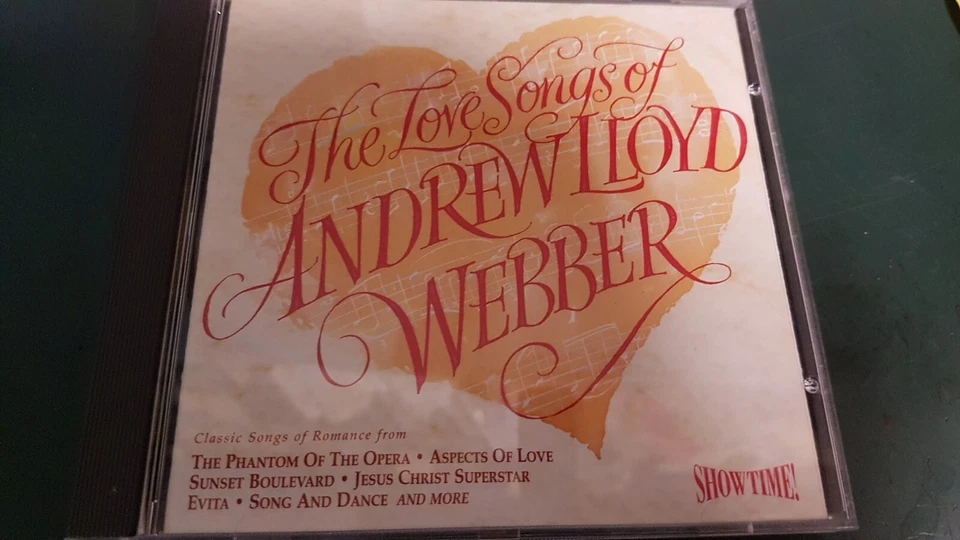 The Love Songs of
ANDREW LLOYD
WEBBER
Classic Songs of Romance from
THE PHANTOM OF THE OPERA • ASPECTS OF LOVE
SUNSET BOULEVARD • JESUS CHRIST SUPERSTAR
EVITA • SONG AND DANCE AND MORE
SHOWTIME!